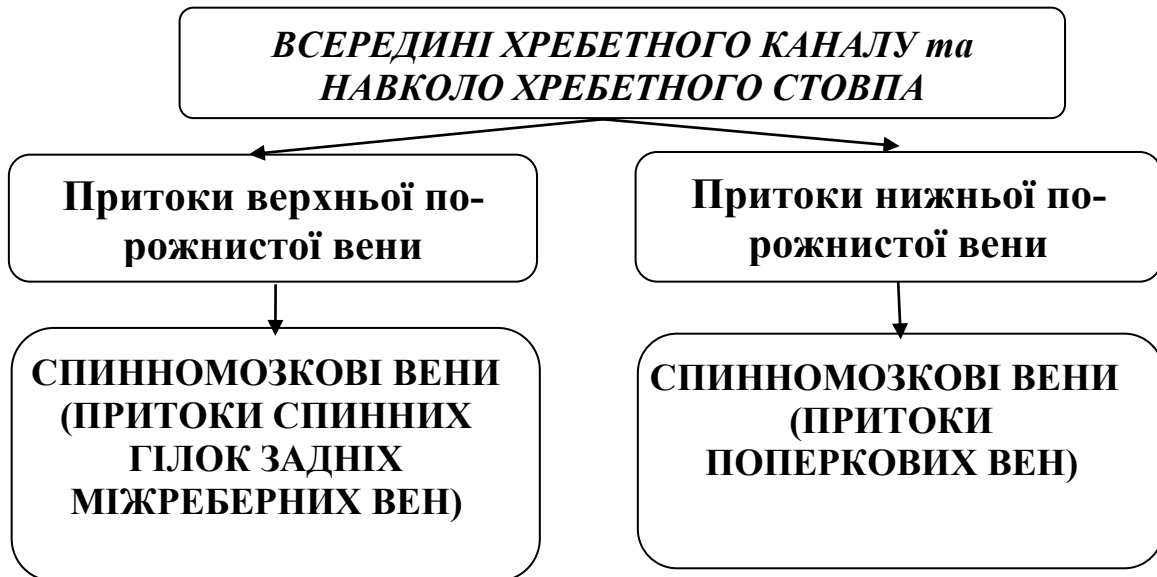 ВСЕРЕДИНІ ХРЕБЕТНОГО КАНАЛУ та
НАВКОЛО ХРЕБЕТНОГО СТОВПА
Притоки верхньої по-
рожнистої вени
Притоки нижньої по-
рожнистої вени
СПИННОМОЗКОВІ ВЕНИ
(ПРИТОКИ СПИННИХ
ГІЛОК ЗАДНІХ
МІЖРЕБЕРНИХ ВЕН)
СПИННОМОЗКОВІ ВЕНИ
(ПРИТОКИ
ПОПЕРКОВИХ ВЕН)